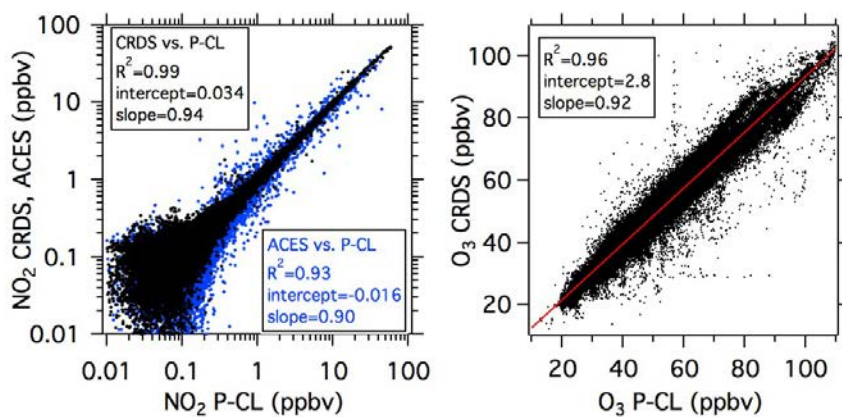 NO2 CRDS, ACES (ppbv)
100
10
1
0.1
0.01
CRDS vs. P-CL
R²=0.99
intercept=0.034
slope=0.94
ACES vs. P-CL
R²=0.93
intercept=-0.016
slope=0.90
0.01 0.1 1 10 100
NO2 P-CL (ppbv)
O3 CRDS (ppbv)
100
80
60
40
20
R²=0.96
intercept=2.8
slope=0.92
20 40 60 80 100
O3 P-CL (ppbv)